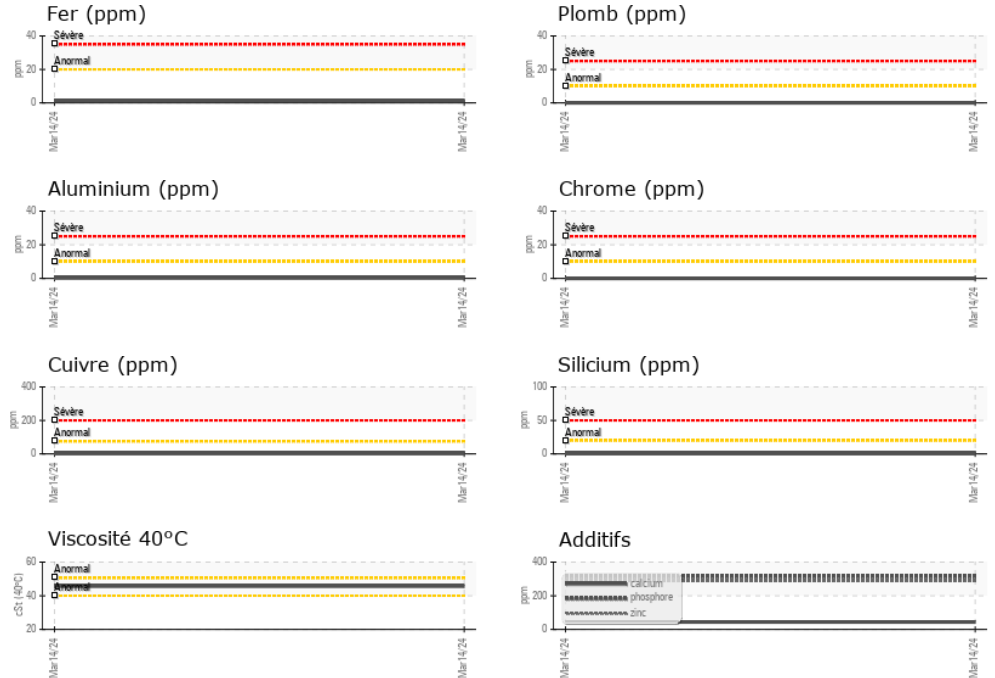 Fer (ppm)
40
20
0
ppm
Sévère
Anormal
Mar14/24
Mar14/24
Plomb (ppm)
40
20
0
ppm
Sévère
Anormal
Mar14/24
Mar14/24
Aluminium (ppm)
40
20
0
ppm
Sévère
Anormal
Mar14/24
Mar14/24
Chrome (ppm)
40
20
0
ppm
Sévère
Anormal
Mar14/24
Mar14/24
Cuivre (ppm)
400
200
0
ppm
Sévère
Anormal
Mar14/24
Mar14/24
Silicium (ppm)
100
50
0
ppm
Sévère
Anormal
Mar14/24
Mar14/24
Viscosité 40°C
60
40
20
cSt (40°C)
Anormal
Anormal
Mar14/24
Mar14/24
Additifs
400
200
0
ppm
calcium
phosphore
zinc
Mar14/24
Mar14/24